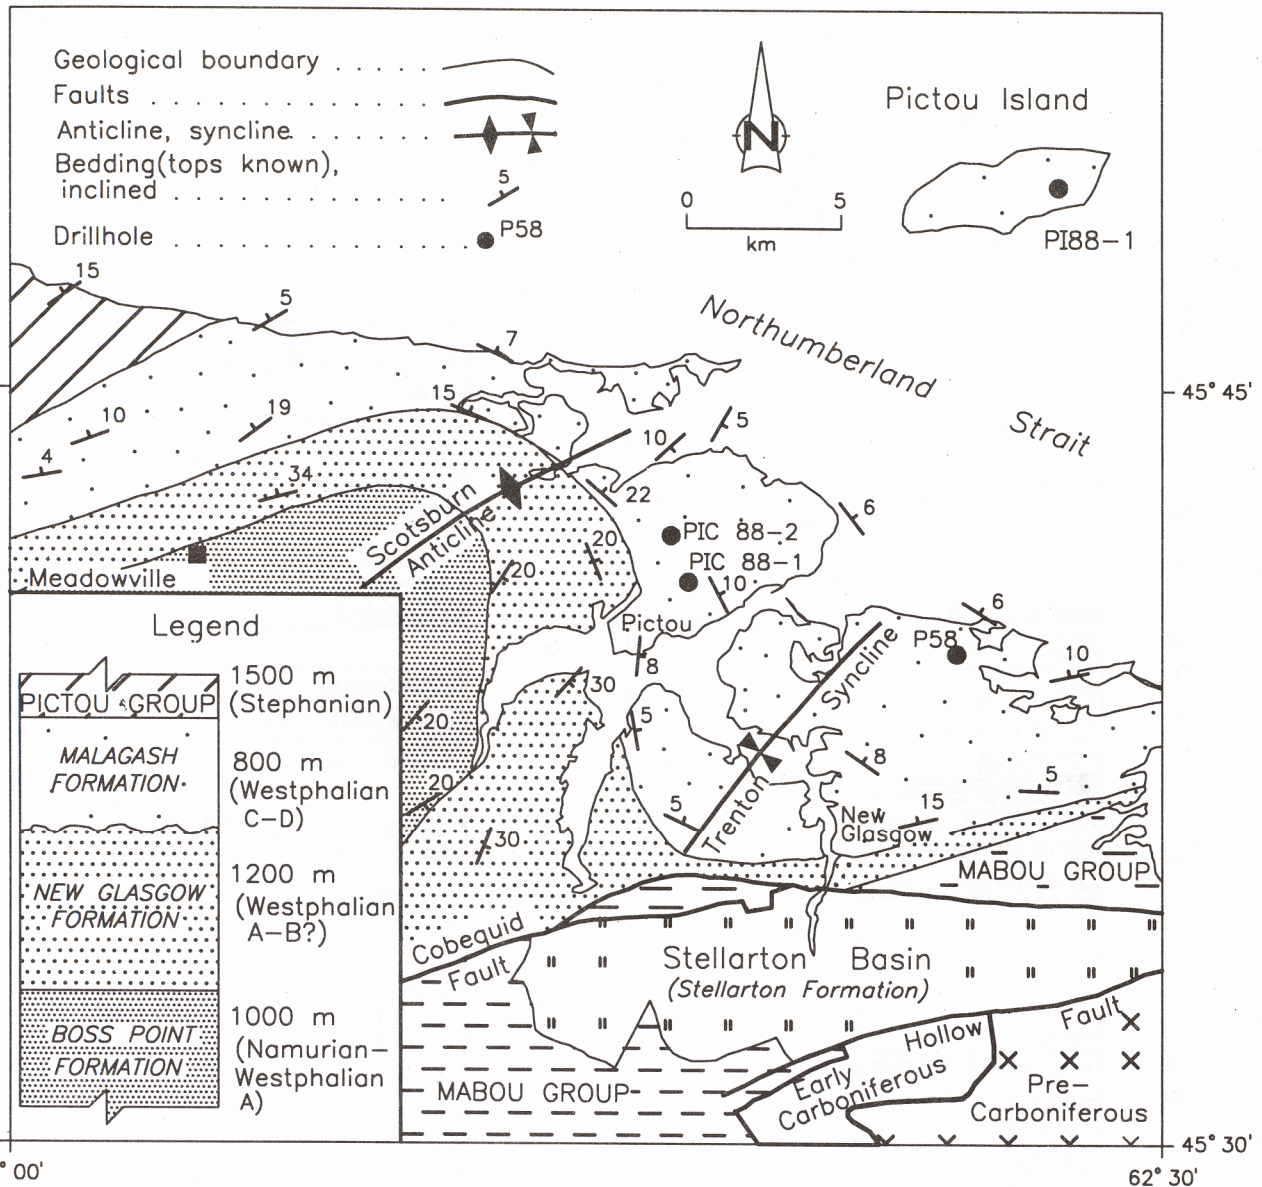 Geological boundary . . . . .
Faults . . . . . . . . . . . . .
Anticline, syncline. . . . . . .
Bedding(tops known),
inclined . . . . . . . . . . . .
5
Drillhole . . . . . . . . . . . .
P58
N
0 5
km
Pictou Island
PI88-1
Northumberland
Strait
15
5
7
15
10
19
4
34
10
5
22
6
20
20
10
6
10
8
30
5
20
20
30
5
8
5
15
45° 45'
Scotsburn
Anticline
PIC 88-2
PIC 88-1
Meadowville
Pictou
P58
Trenton
Syncline
New
Glasgow
MABOU GROUP
Cobequid
Fault
Stellarton Basin
(Stellarton Formation)
Hollow
Fault
Early
Carboniferous
Pre-
Carboniferous
MABOU GROUP
Legend
PICTOU GROUP
1500 m
(Stephanian)
MALAGASH
FORMATION
800 m
(Westphalian
C-D)
NEW GLASGOW
FORMATION
1200 m
(Westphalian
A-B?)
BOSS POINT
FORMATION
1000 m
(Namurian-
Westphalian
A)
45° 30'
° 00'
62° 30'